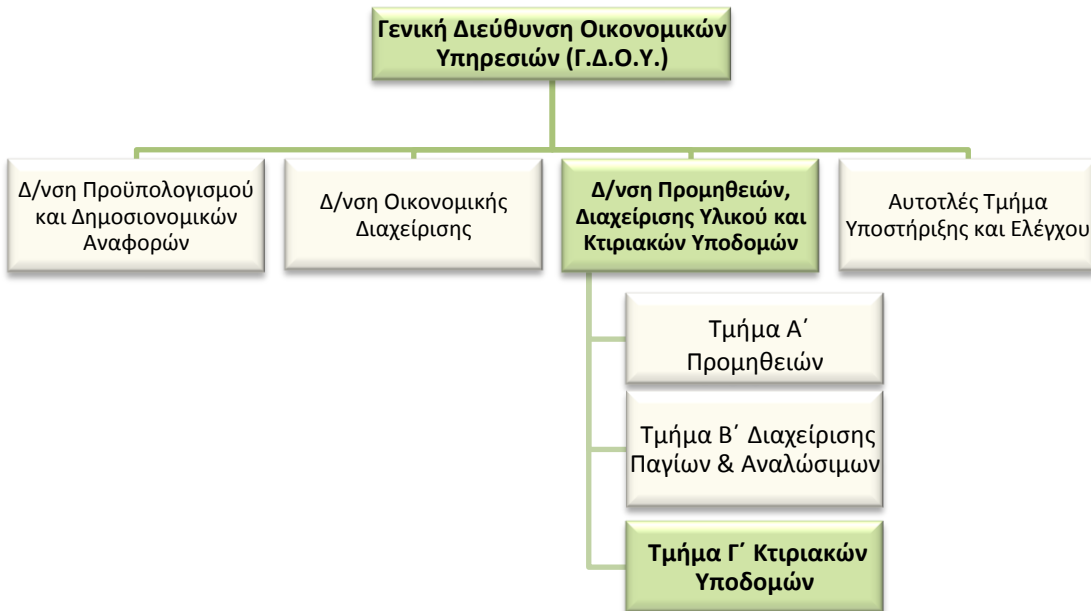 Γενική Διεύθυνση Οικονομικών
Υπηρεσιών (Γ.Δ.Ο.Υ.)
Δ/νση Προϋπολογισμού
και Δημοσιονομικών
Αναφορών
Δ/νση Οικονομικής
Διαχείρισης
Δ/νση Προμηθειών,
Διαχείρισης Υλικού και
Κτιριακών Υποδομών
Αυτοτλές Τμήμα
Υποστήριξης και Ελέγχου
Τμήμα Α΄
Προμηθειών
Τμήμα Β΄ Διαχείρισης
Παγίων & Αναλώσιμων
Τμήμα Γ΄ Κτιριακών
Υποδομών